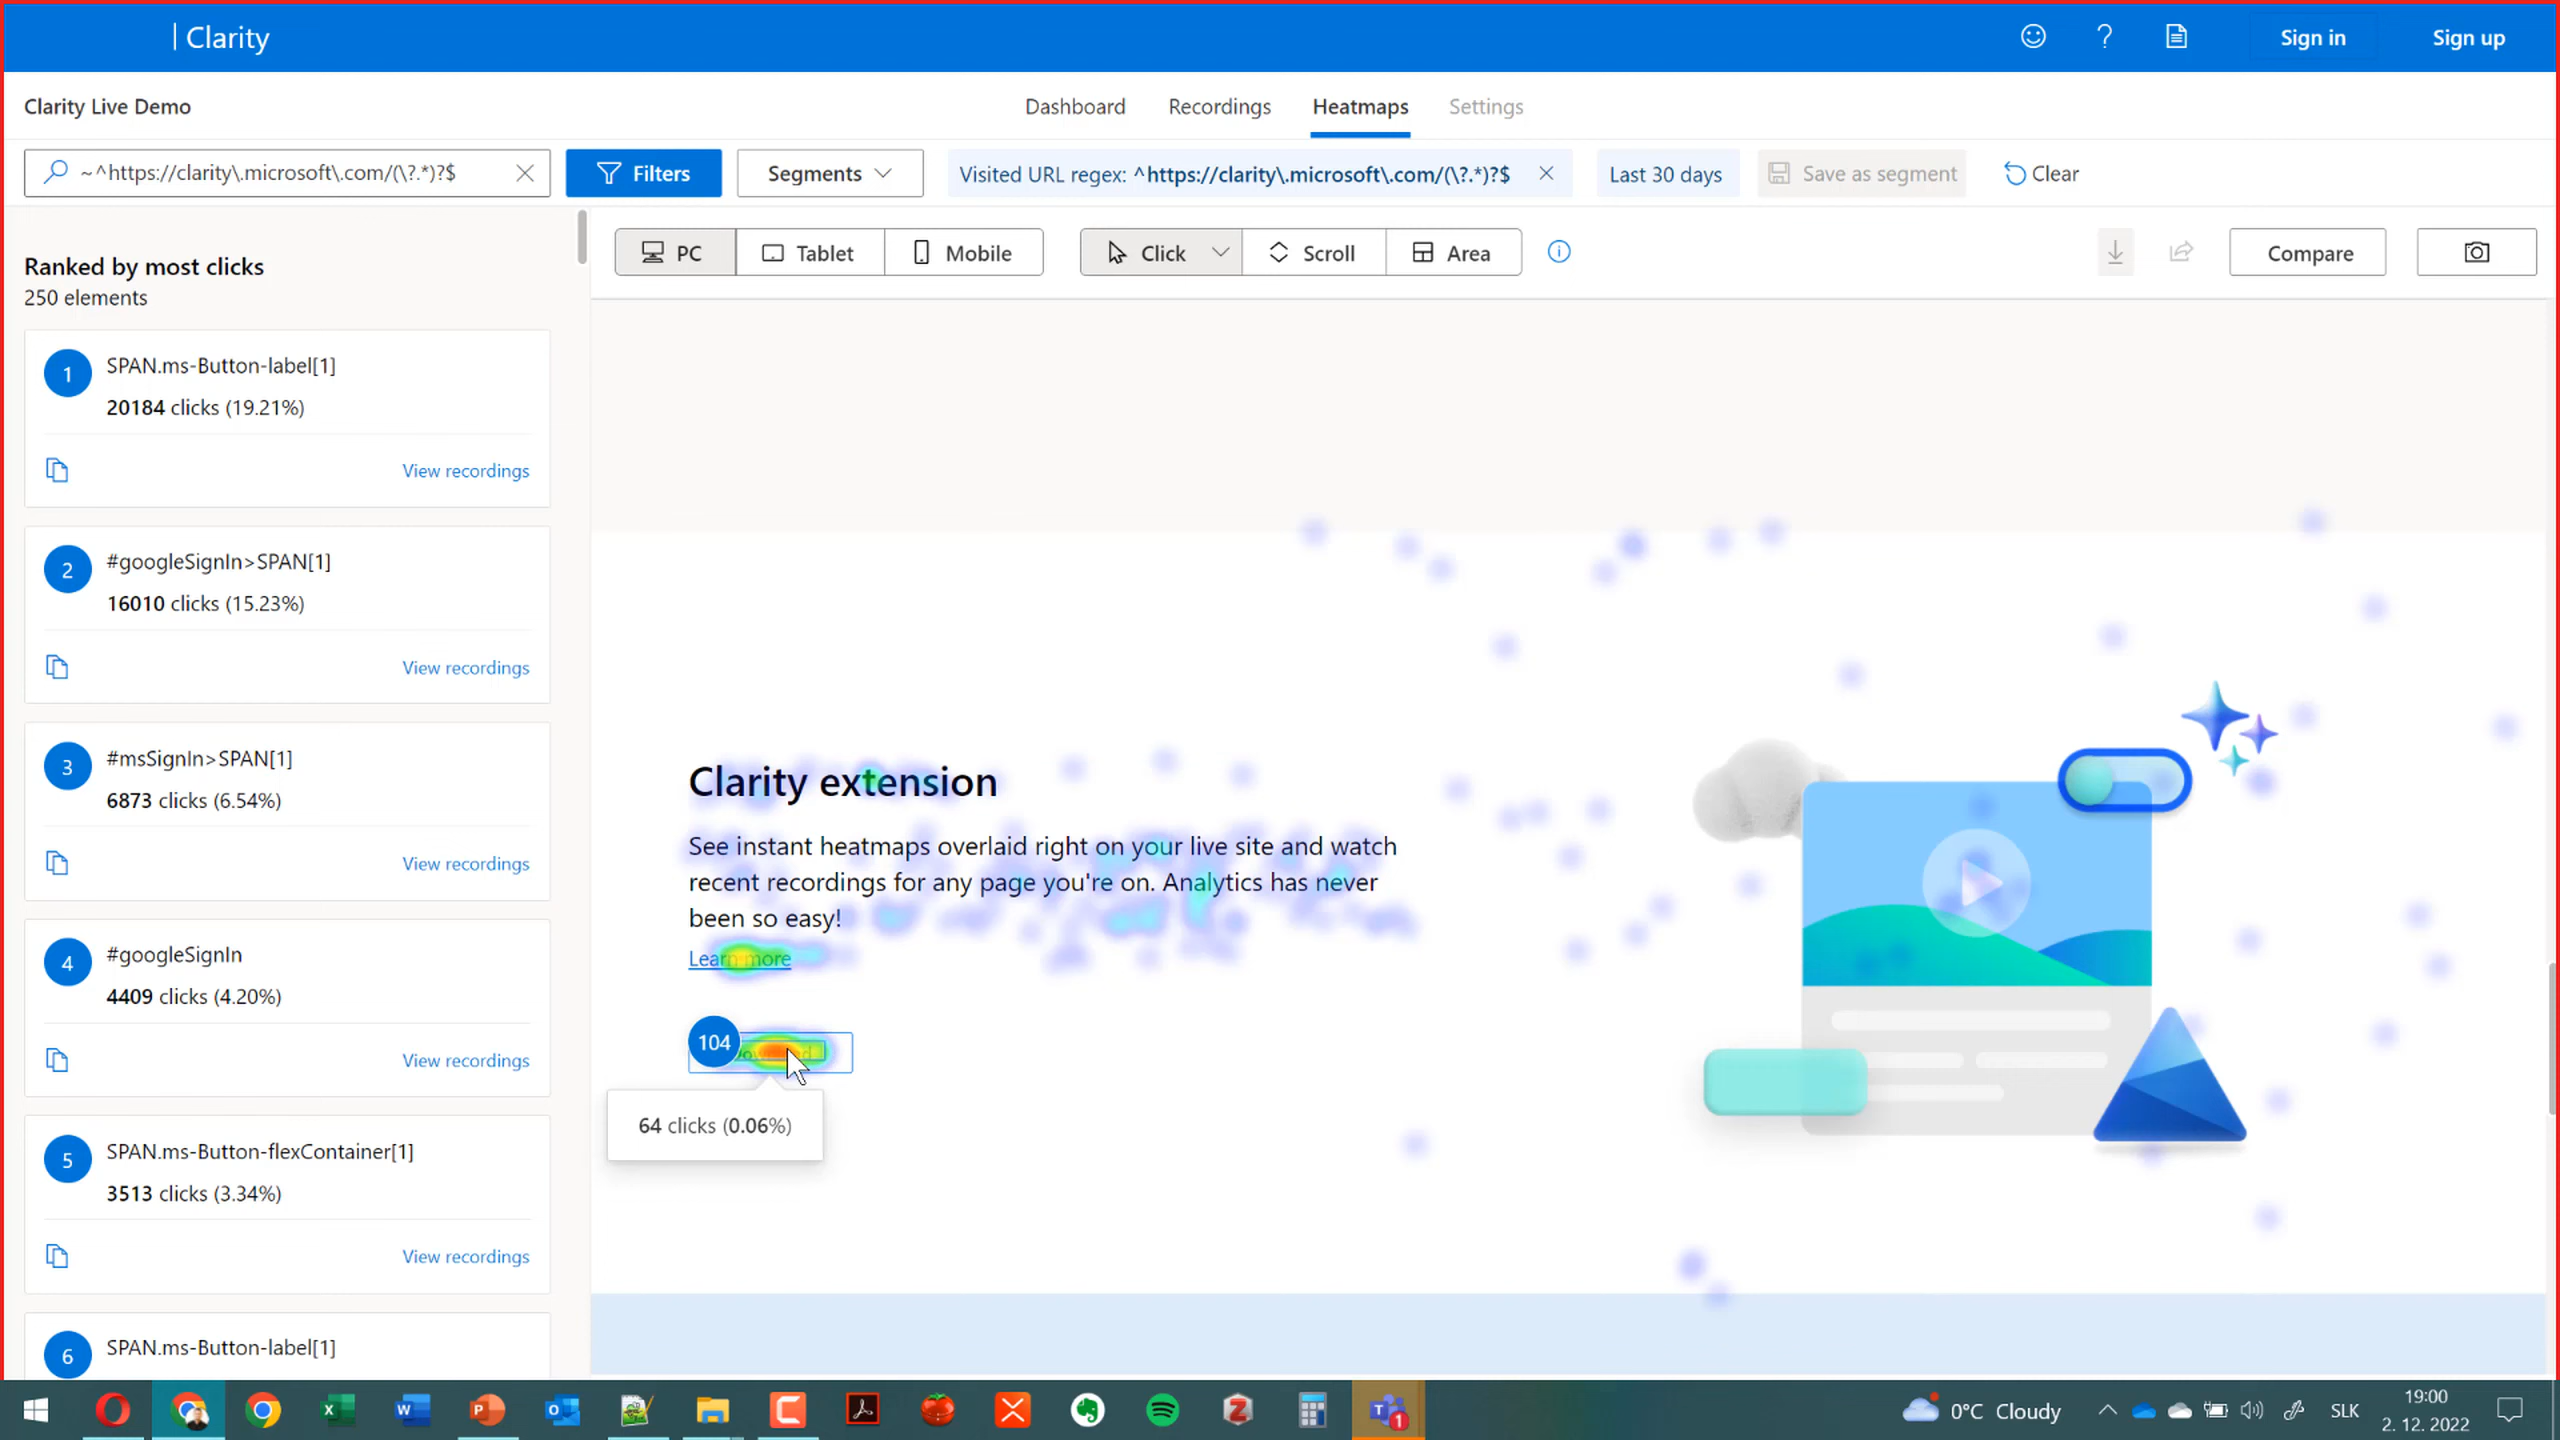 | Clarity
Sign in
Sign up
Clarity Live Demo
Dashboard
Recordings
Heatmaps
Settings
~^https://clarity\.microsoft\.com/(\?.*)?$
Filters
Segments
Visited URL regex: ^https://clarity\.microsoft\.com/(\?.*)?$
Last 30 days
Save as segment
Clear
PC
Tablet
Mobile
Click
Scroll
Area
Compare
Ranked by most clicks
250 elements
1
SPAN.ms-Button-label[1]
20184 clicks (19.21%)
View recordings
2
#googleSignIn>SPAN[1]
16010 clicks (15.23%)
View recordings
3
#msSignIn>SPAN[1]
6873 clicks (6.54%)
View recordings
4
#googleSignIn
4409 clicks (4.20%)
View recordings
5
SPAN.ms-Button-flexContainer[1]
3513 clicks (3.34%)
View recordings
6
SPAN.ms-Button-label[1]
Clarity extension
See instant heatmaps overlaid right on your live site and watch
recent recordings for any page you're on. Analytics has never
been so easy!
Learn more
104
64 clicks (0.06%)
0°C Cloudy
SLK
19:00
2. 12. 2022